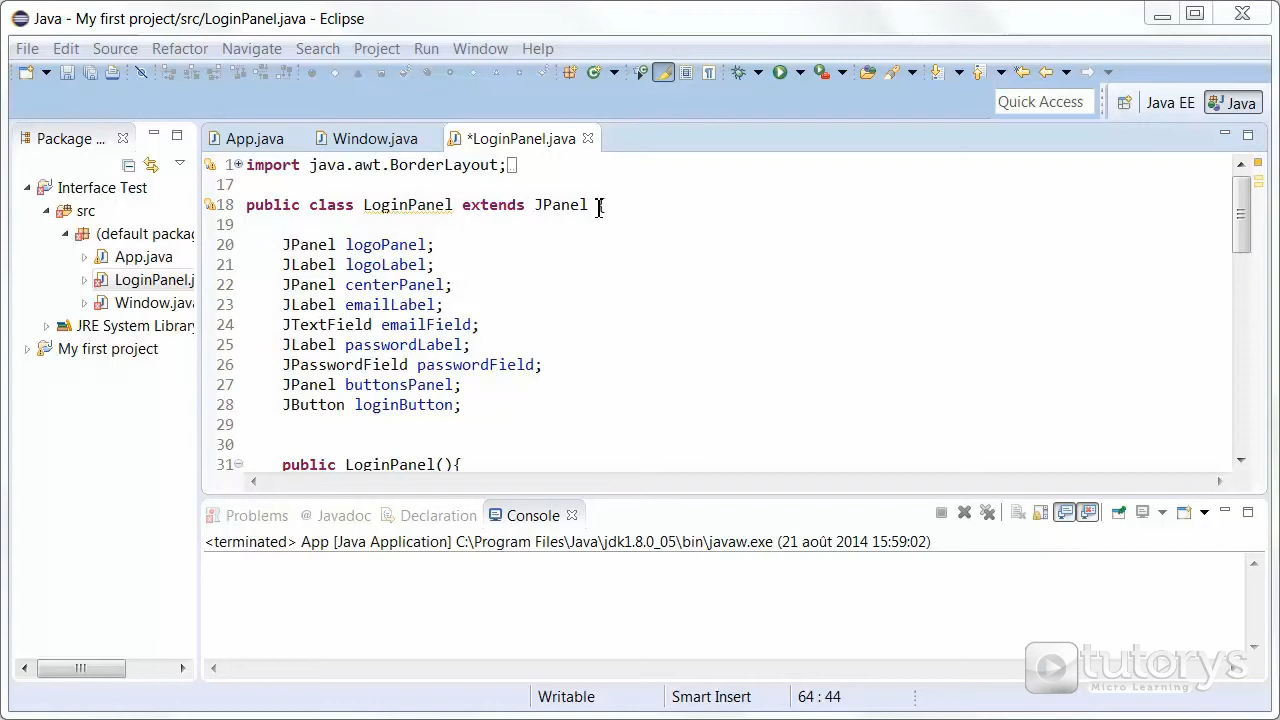 Java - My first project/src/LoginPanel.java - Eclipse
File Edit Source Refactor Navigate Search Project Run Window Help
Quick Access
Java EE
Java
Package ...
App.java
Window.java
*LoginPanel.java
Interface Test
src
(default packag
App.java
LoginPanel.j
Window.java
JRE System Library
My first project
1 import java.awt.BorderLayout;
17
18 public class LoginPanel extends JPanel {
19
20 JPanel logoPanel;
21 JLabel logoLabel;
22 JPanel centerPanel;
23 JLabel emailLabel;
24 JTextField emailField;
25 JLabel passwordLabel;
26 JPasswordField passwordField;
27 JPanel buttonsPanel;
28 JButton loginButton;
29
30
31 public LoginPanel(){
Problems @ Javadoc Declaration Console
<terminated> App [Java Application] C:\Program Files\Java\jdk1.8.0_05\bin\javaw.exe (21 août 2014 15:59:02)
Writable
Smart Insert
64 : 44
tutorys
Micro Learning